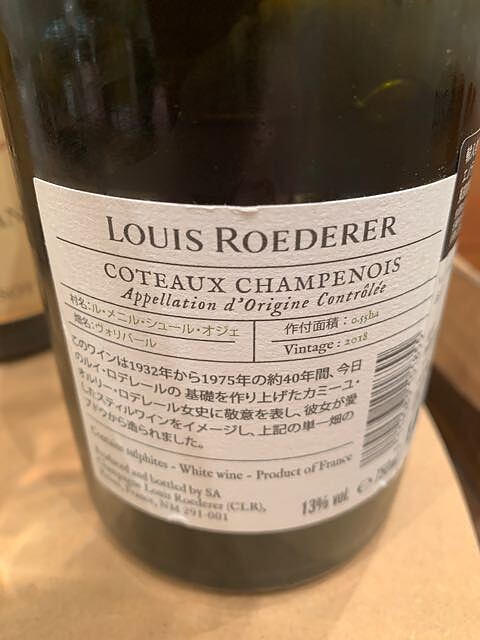 LOUIS ROEDERER
COTEAUX CHAMPENOIS
Appellation d'Origine Contrôlée
村名:ル・メニル・シュール・オジェ
畑名:ヴォリバール
作付面積:0.55ha
Vintage : 2018
このワインは1932年から1975年の約40年間、今日
のルイ・ロデレールの 基礎を作り上げたカミーユ・
オルリー・ロデレール女史に敬意を表し、彼女が愛
したスティルワインをイメージし、上記の単一畑の
ブドウから造られました。
Contains sulphites - White wine - Product of France
Produced and bottled by SA
Champagne Louis Roederer (CLR),
Reims, France, NM 291-001
13% vol. e 750ml